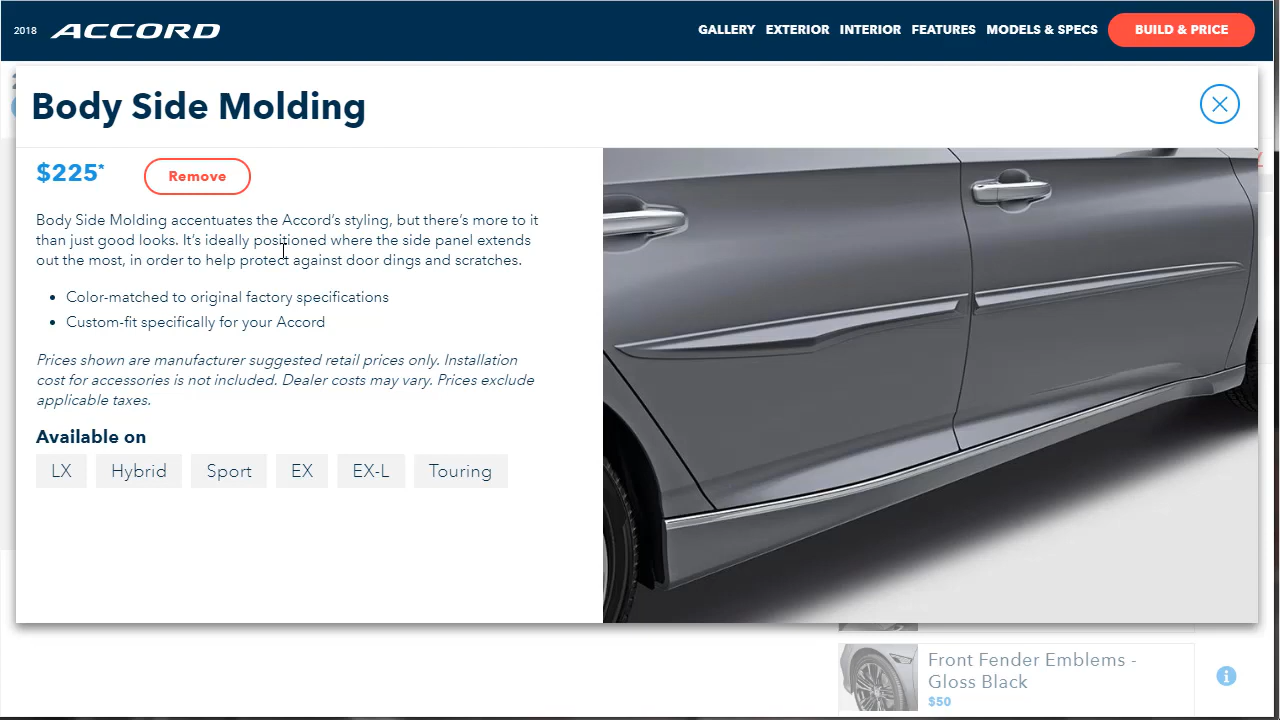 2018 ACCORD GALLERY EXTERIOR INTERIOR FEATURES MODELS & SPECS BUILD & PRICE
Body Side Molding
$225* Remove
Body Side Molding accentuates the Accord's styling, but there's more to it
than just good looks. It's ideally positioned where the side panel extends
out the most, in order to help protect against door dings and scratches.
• Color-matched to original factory specifications
• Custom-fit specifically for your Accord
Prices shown are manufacturer suggested retail prices only. Installation
cost for accessories is not included. Dealer costs may vary. Prices exclude
applicable taxes.
Available on
LX Hybrid Sport EX EX-L Touring
Front Fender Emblems -
Gloss Black
$50